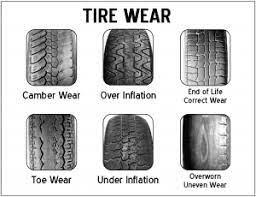 TIRE WEAR
Camber Wear
Over Inflation
End of Life
Correct Wear
Toe Wear
Under Inflation
Overworn
Uneven Wear